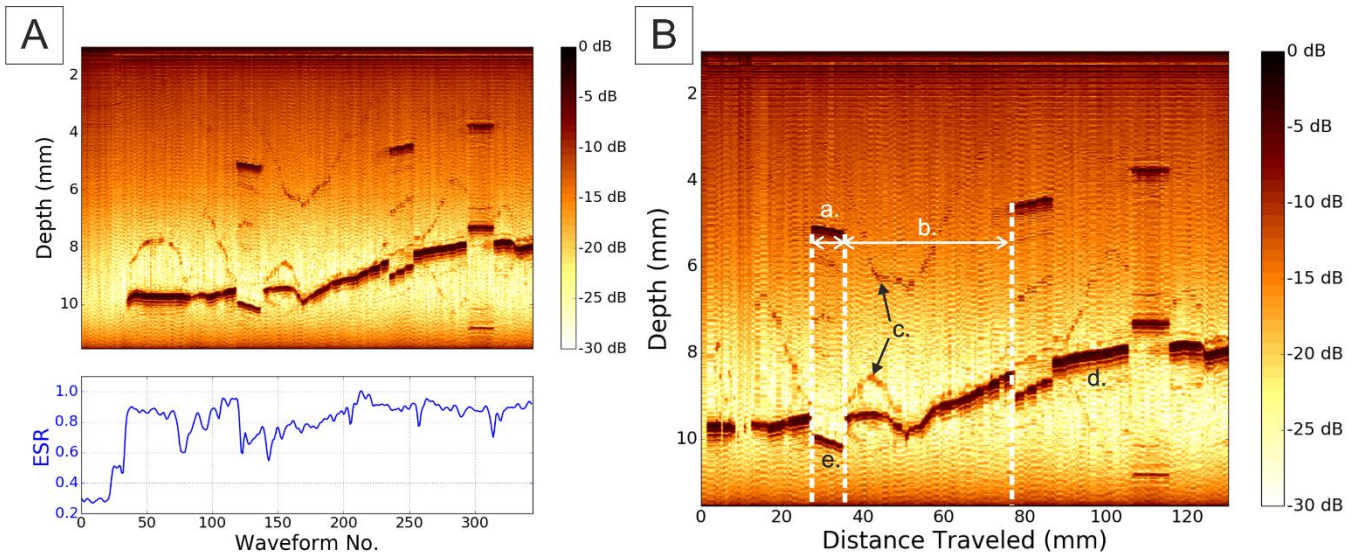 A
B
0 dB
-5 dB
-10 dB
-15 dB
-20 dB
-25 dB
-30 dB
2
4
6
8
10
Depth (mm)
1.0
0.8
0.6
0.4
0.2
ESR
0 50 100 150 200 250 300
Waveform No.
0 dB
-5 dB
-10 dB
-15 dB
-20 dB
-25 dB
-30 dB
2
4
6
8
10
Depth (mm)
a.
b.
c.
d.
e.
0 20 40 60 80 100 120
Distance Traveled (mm)